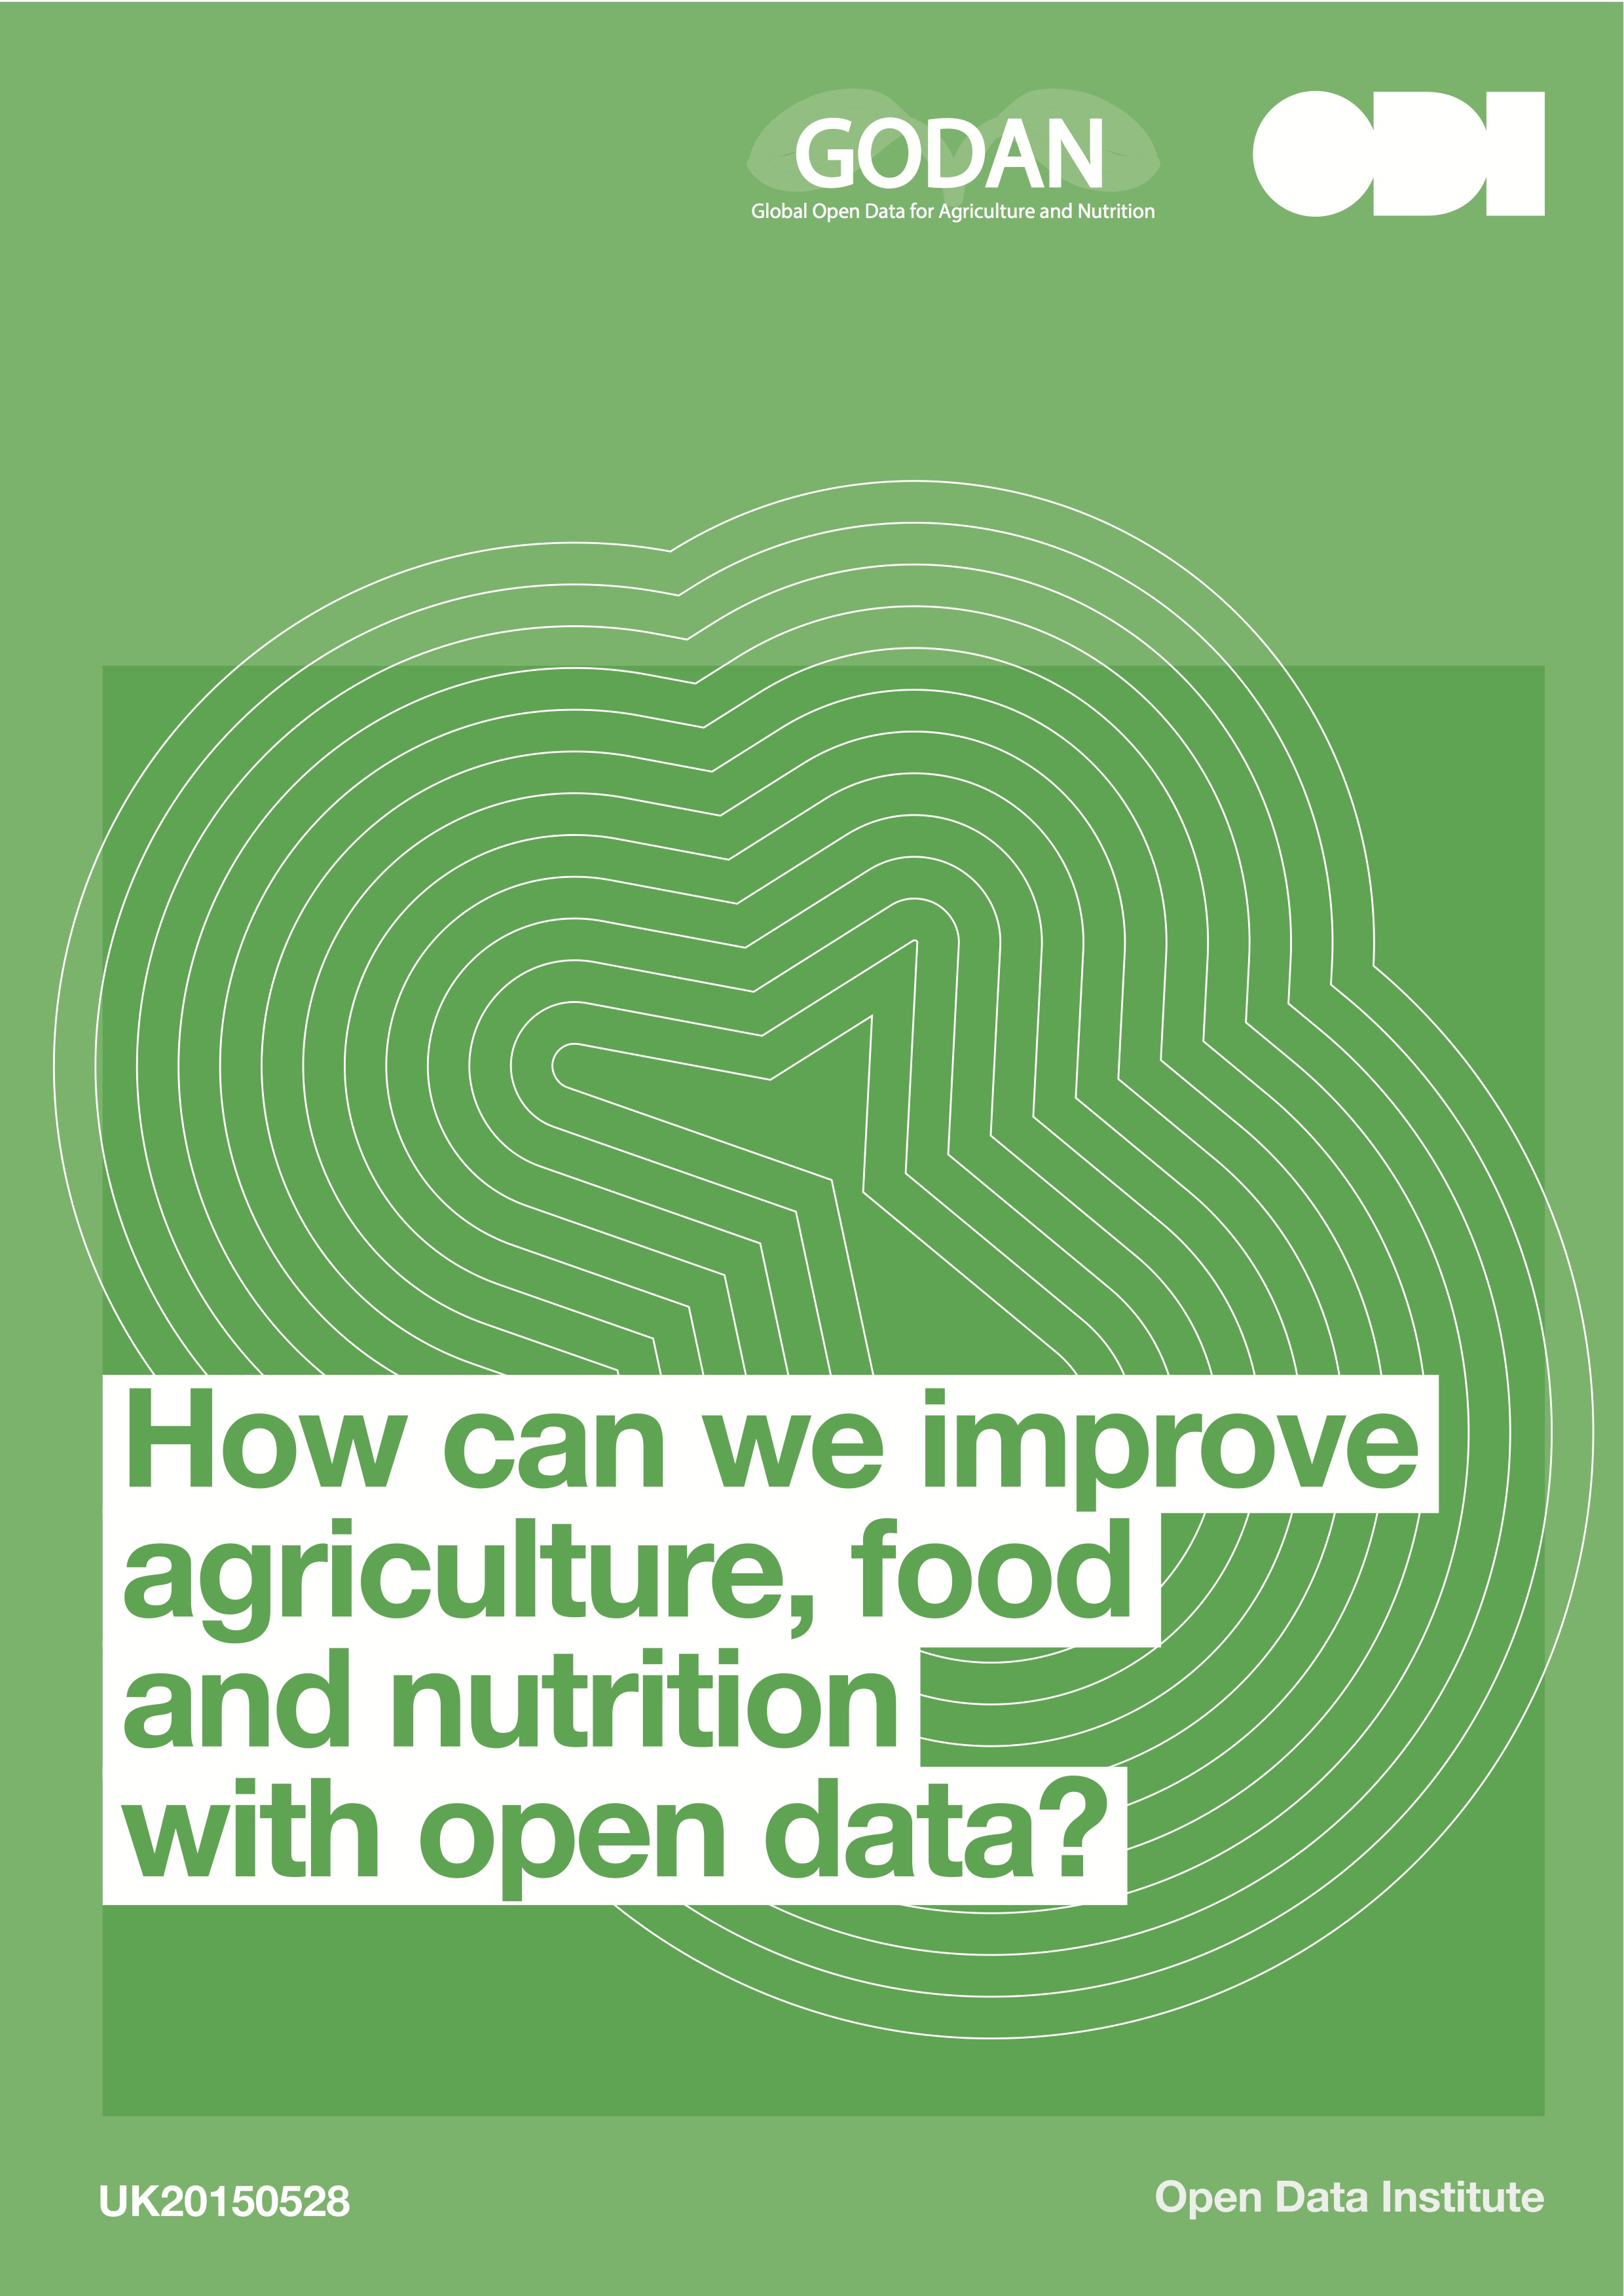 GODAN
Global Open Data for Agriculture and Nutrition
ODI
How can we improve
agriculture, food
and nutrition
with open data?
UK20150528
Open Data Institute